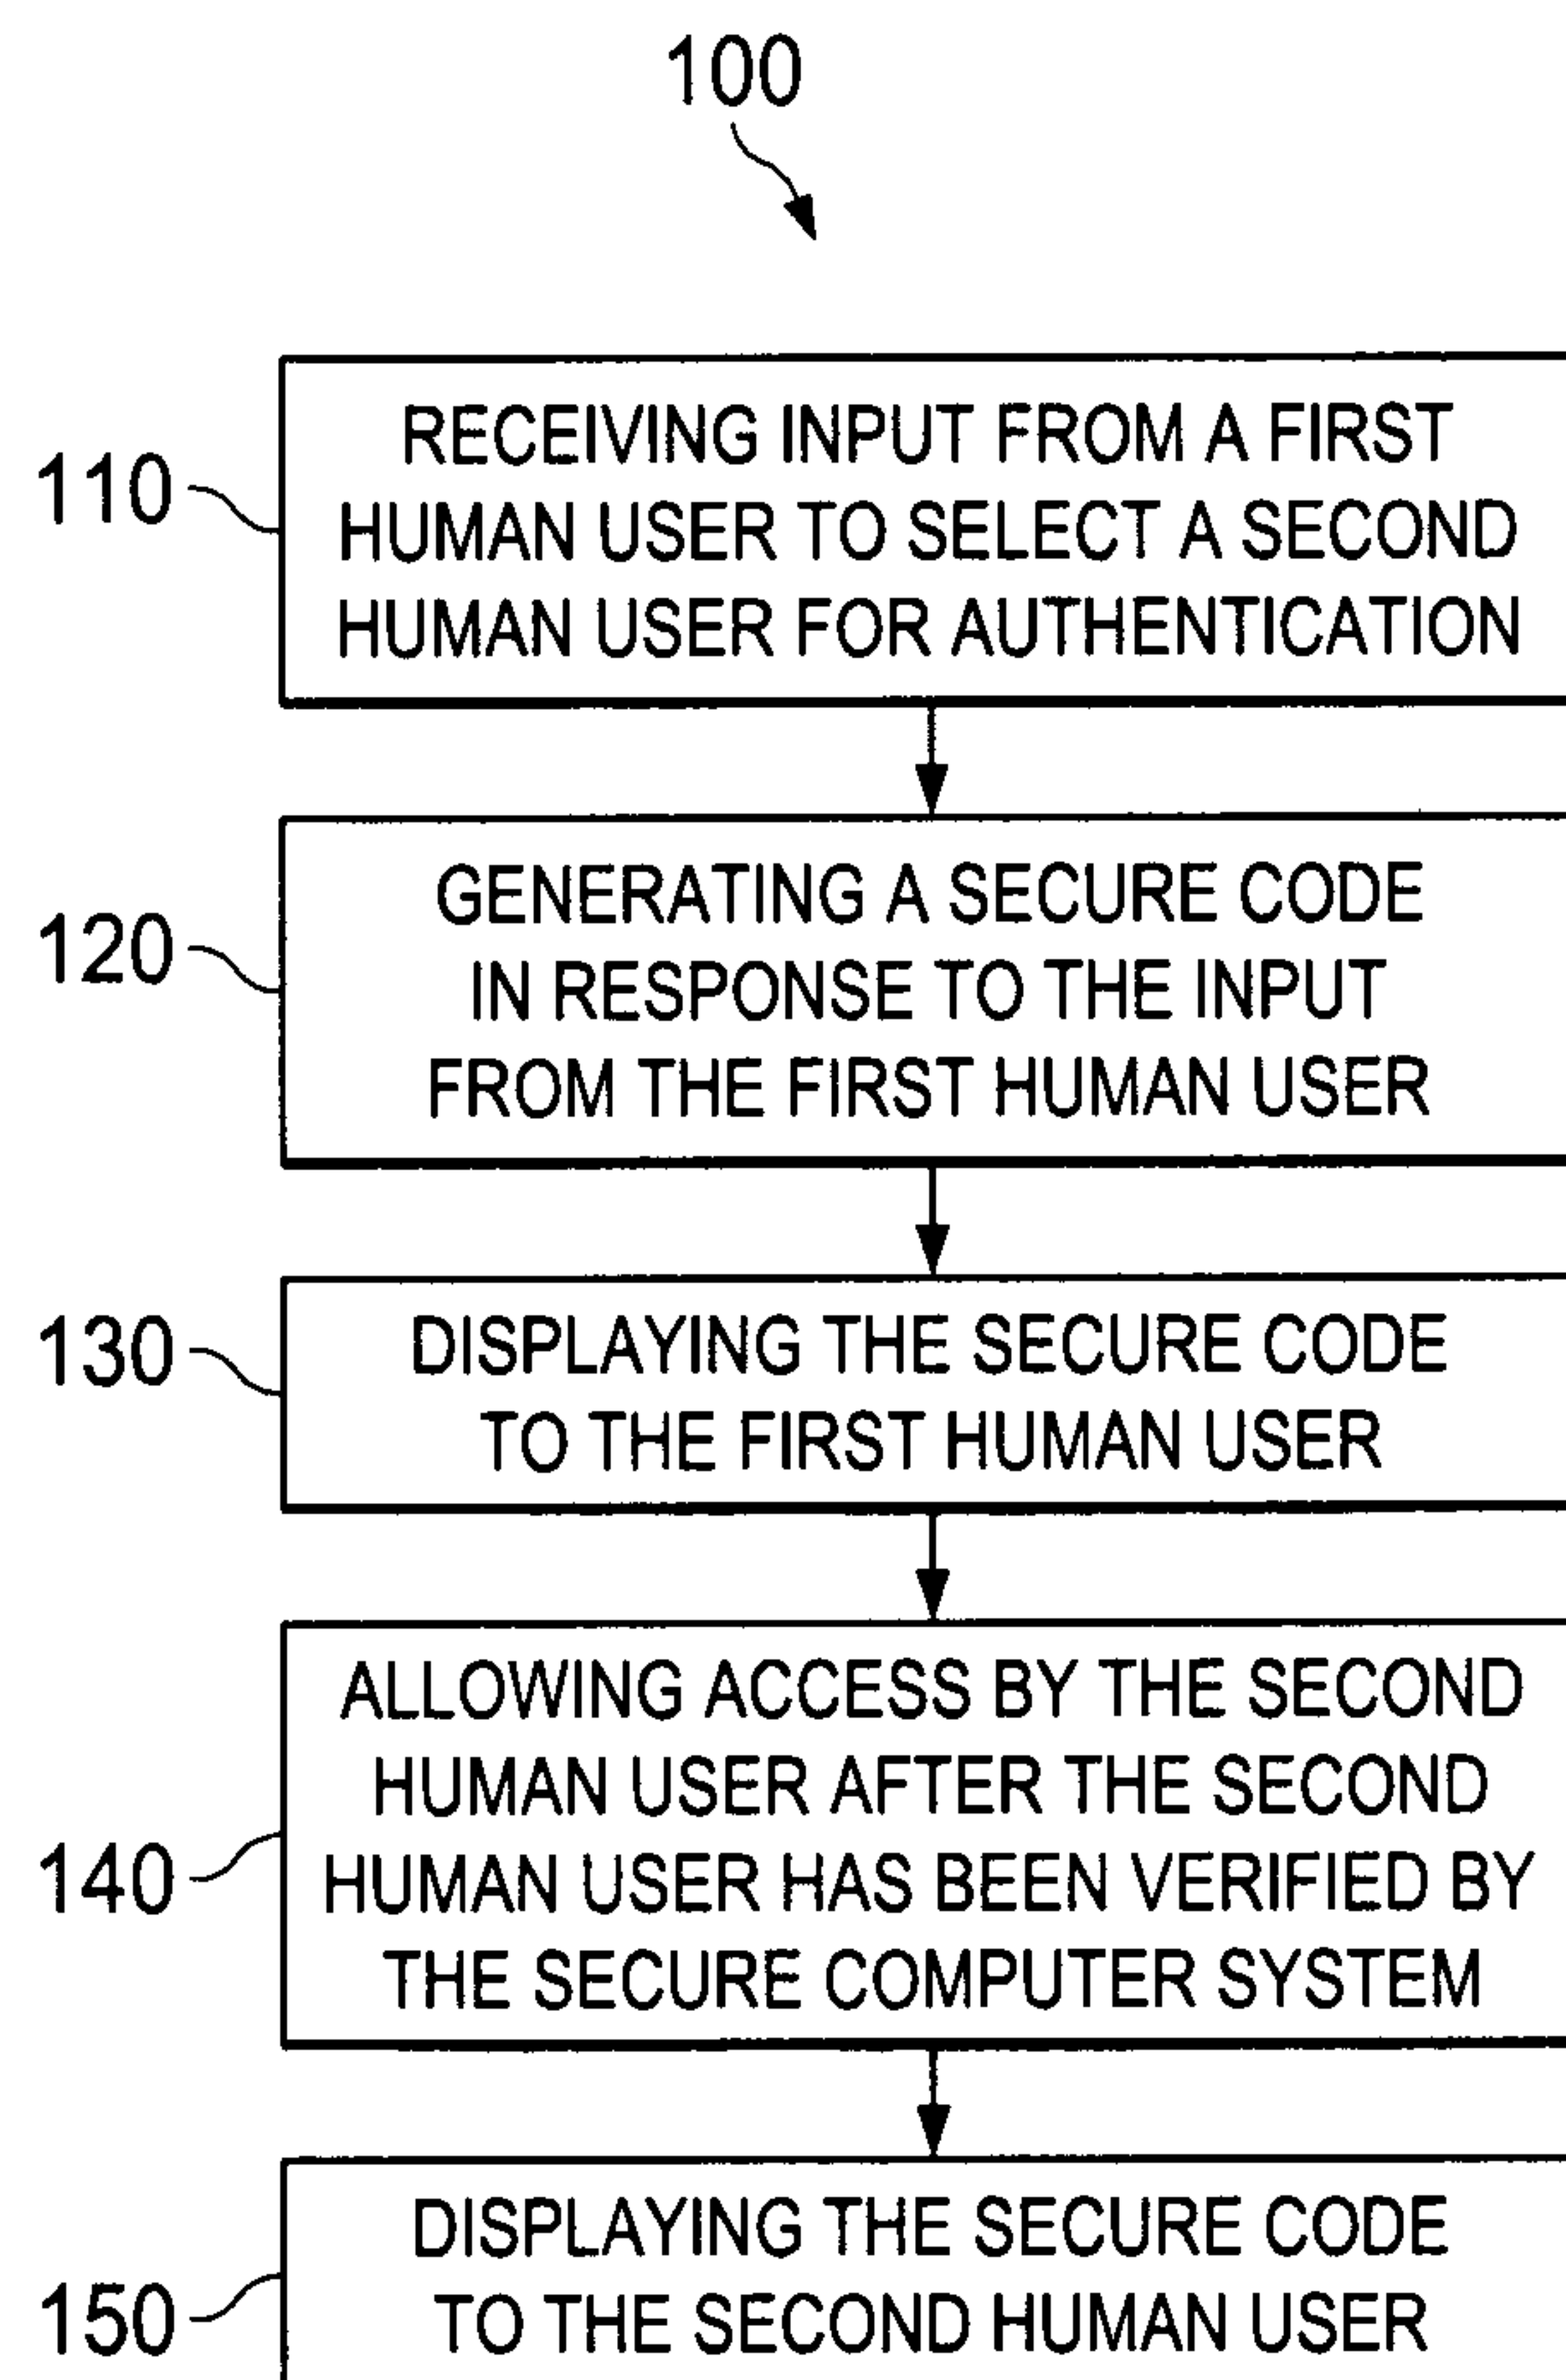 100
110
RECEIVING INPUT FROM A FIRST
HUMAN USER TO SELECT A SECOND
HUMAN USER FOR AUTHENTICATION
120
GENERATING A SECURE CODE
IN RESPONSE TO THE INPUT
FROM THE FIRST HUMAN USER
130
DISPLAYING THE SECURE CODE
TO THE FIRST HUMAN USER
140
ALLOWING ACCESS BY THE SECOND
HUMAN USER AFTER THE SECOND
HUMAN USER HAS BEEN VERIFIED BY
THE SECURE COMPUTER SYSTEM
150
DISPLAYING THE SECURE CODE
TO THE SECOND HUMAN USER